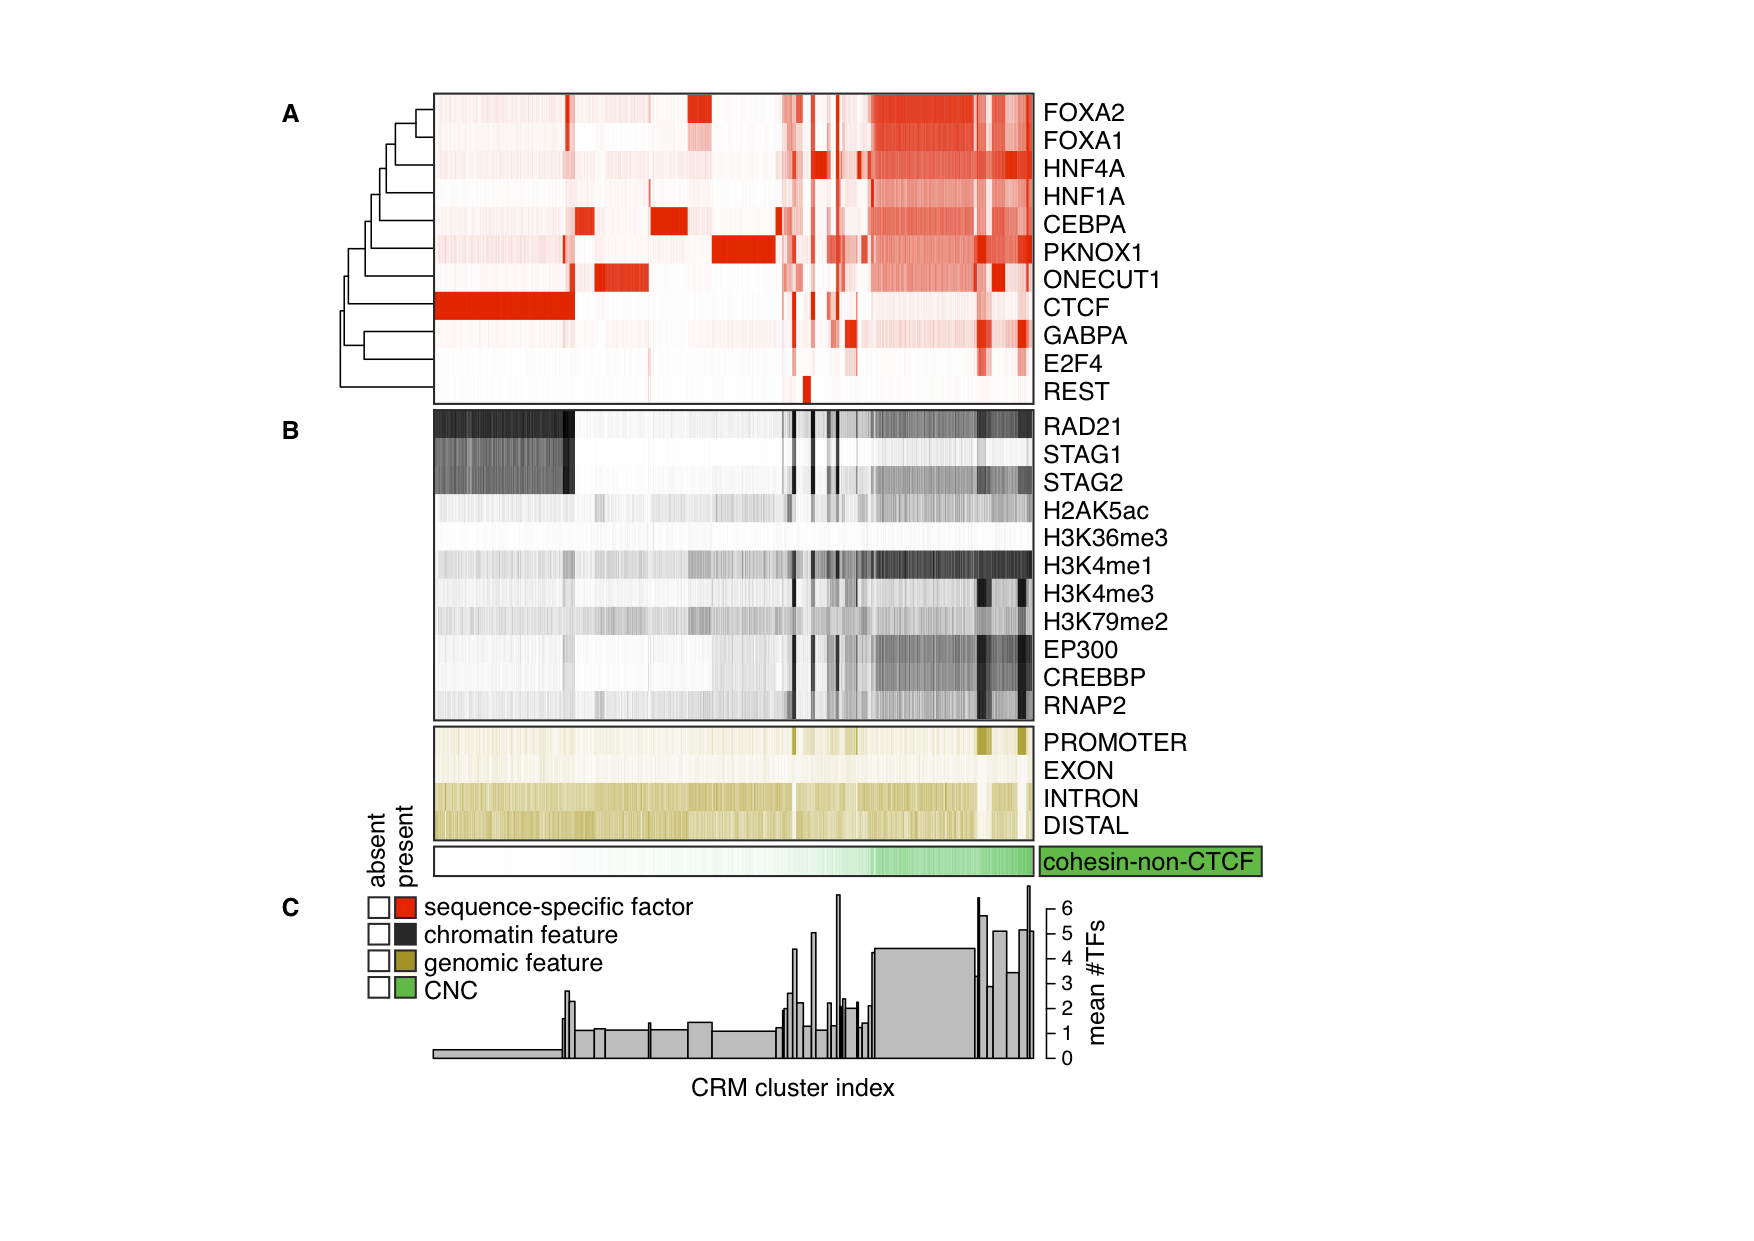 A
FOXA2
FOXA1
HNF4A
HNF1A
CEBPA
PKNOX1
ONECUT1
CTCF
GABPA
E2F4
REST
B
RAD21
STAG1
STAG2
H2AK5ac
H3K36me3
H3K4me1
H3K4me3
H3K79me2
EP300
CREBBP
RNAP2
PROMOTER
EXON
INTRON
DISTAL
cohesin-non-CTCF
absent
present
C
sequence-specific factor
chromatin feature
genomic feature
CNC
6
5
4
3
2
1
0
mean #TFs
CRM cluster index